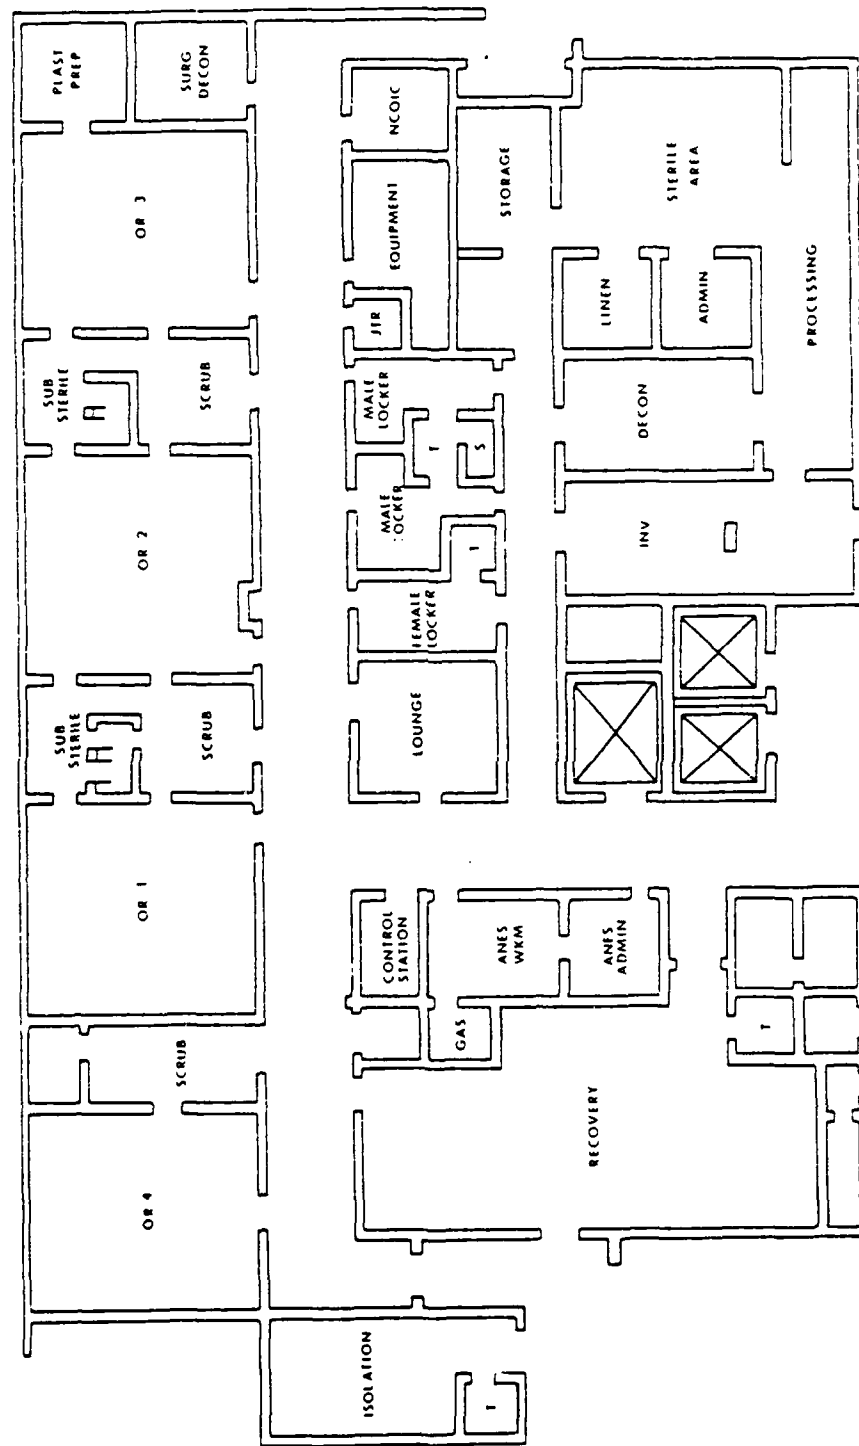 PLAST
PREP
SURG
DECON
OR 3
SUB
STERILE
SCRUB
OR 2
SUB
STERILE
SCRUB
OR 1
SCRUB
OR 4
NCOIC
EQUIPMENT
JTR
MALE
LOCKER
T
S
MALE
LOCKER
T
FEMALE
LOCKER
LOUNGE
CONTROL
STATION
ANES
WKM
ANES
ADMIN
GAS
RECOVERY
T
ISOLATION
T
STORAGE
STERILE
AREA
LINEN
ADMIN
PROCESSING
DECON
INV